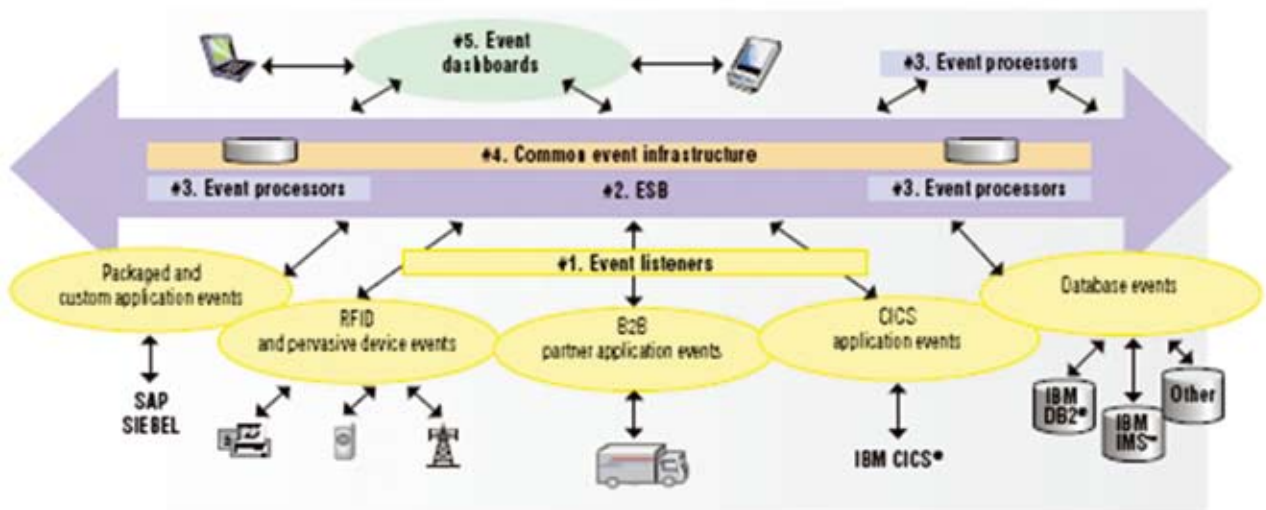 #5. Event
dashboards
#3. Event processors
#4. Common event infrastructure
#3. Event processors
#2. ESB
#3. Event processors
#1. Event listeners
Packaged and
custom application events
RFID
and pervasive device events
B2B
partner application events
CICS
application events
Database events
SAP
SIEBEL
IBM CICS®
IBM
DB2®
IBM
IMS™
Other